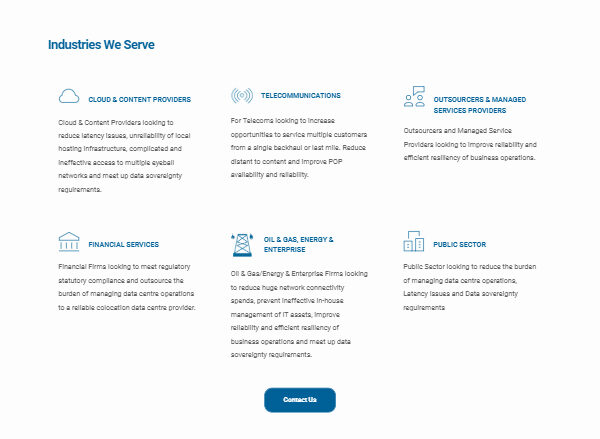 Industries We Serve
CLOUD & CONTENT PROVIDERS
Cloud & Content Providers looking to
reduce latency issues, unreliability of local
hosting infrastructure, complicated and
ineffective access to multiple eyeball
networks and meet up data sovereignty
requirements.
TELECOMMUNICATIONS
For Telecoms looking to increase
opportunities to service multiple customers
from a single backhaul or last mile. Reduce
distant to content and improve POP
availability and reliability.
OUTSOURCERS & MANAGED
SERVICES PROVIDERS
Outsourcers and Managed Service
Providers looking to improve reliability and
efficient resiliency of business operations.
FINANCIAL SERVICES
Financial Firms looking to meet regulatory
statutory compliance and outsource the
burden of managing data centre operations
to a reliable colocation data centre provider.
OIL & GAS, ENERGY &
ENTERPRISE
Oil & Gas/Energy & Enterprise Firms looking
to reduce huge network connectivity
spends, prevent ineffective in-house
management of IT assets, improve
reliability and efficient resiliency of
business operations and meet up data
sovereignty requirements.
PUBLIC SECTOR
Public Sector looking to reduce the burden
of managing data centre operations,
Latency issues and Data sovereignty
requirements
Contact Us